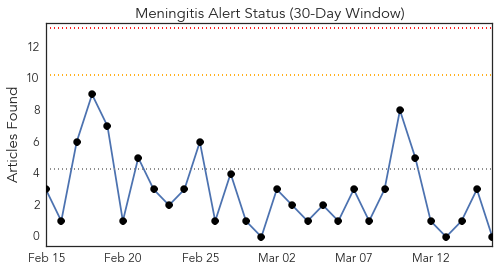 Meningitis Alert Status (30-Day Window)
Articles Found
12
10
8
6
4
2
0
Feb 15 Feb 20 Feb 25 Mar 02 Mar 07 Mar 12